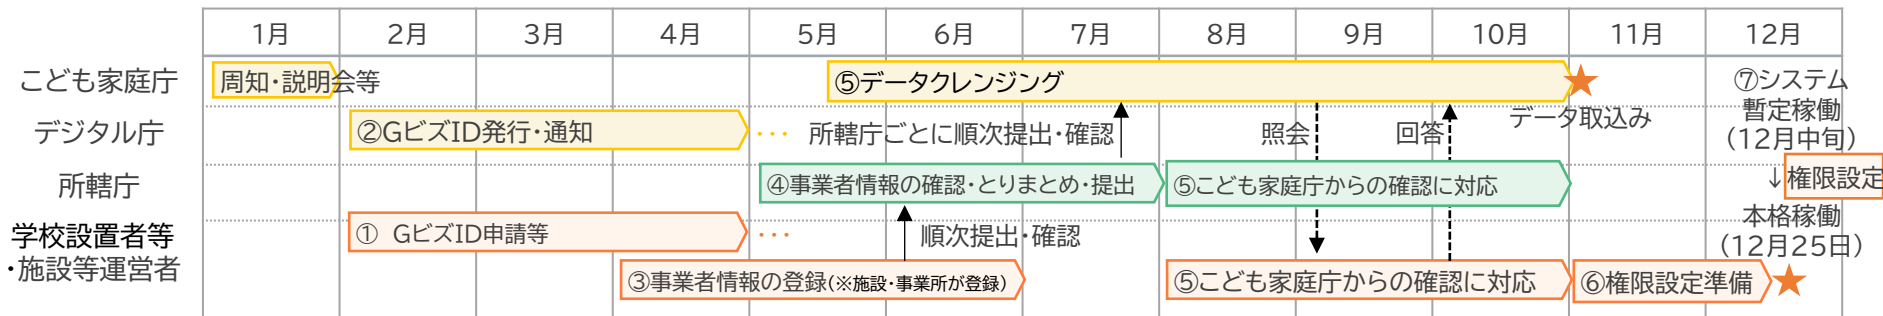 1月 2月 3月 4月 5月 6月 7月 8月 9月 10月 11月 12月
こども家庭庁
周知・説明会等
⑤データクレンジング
⑦システム
暫定稼働
(12月中旬)
データ取込み
デジタル庁
②GビズID発行・通知
・・・
所轄庁ごとに順次提出・確認
照会
回答
所轄庁
④事業者情報の確認・とりまとめ・提出
⑤こども家庭庁からの確認に対応
↓権限設定
本格稼働
(12月25日)
学校設置者等
・施設等運営者
① GビズID申請等
・・・
順次提出・確認
③事業者情報の登録(※施設・事業所が登録)
⑤こども家庭庁からの確認に対応
⑥権限設定準備